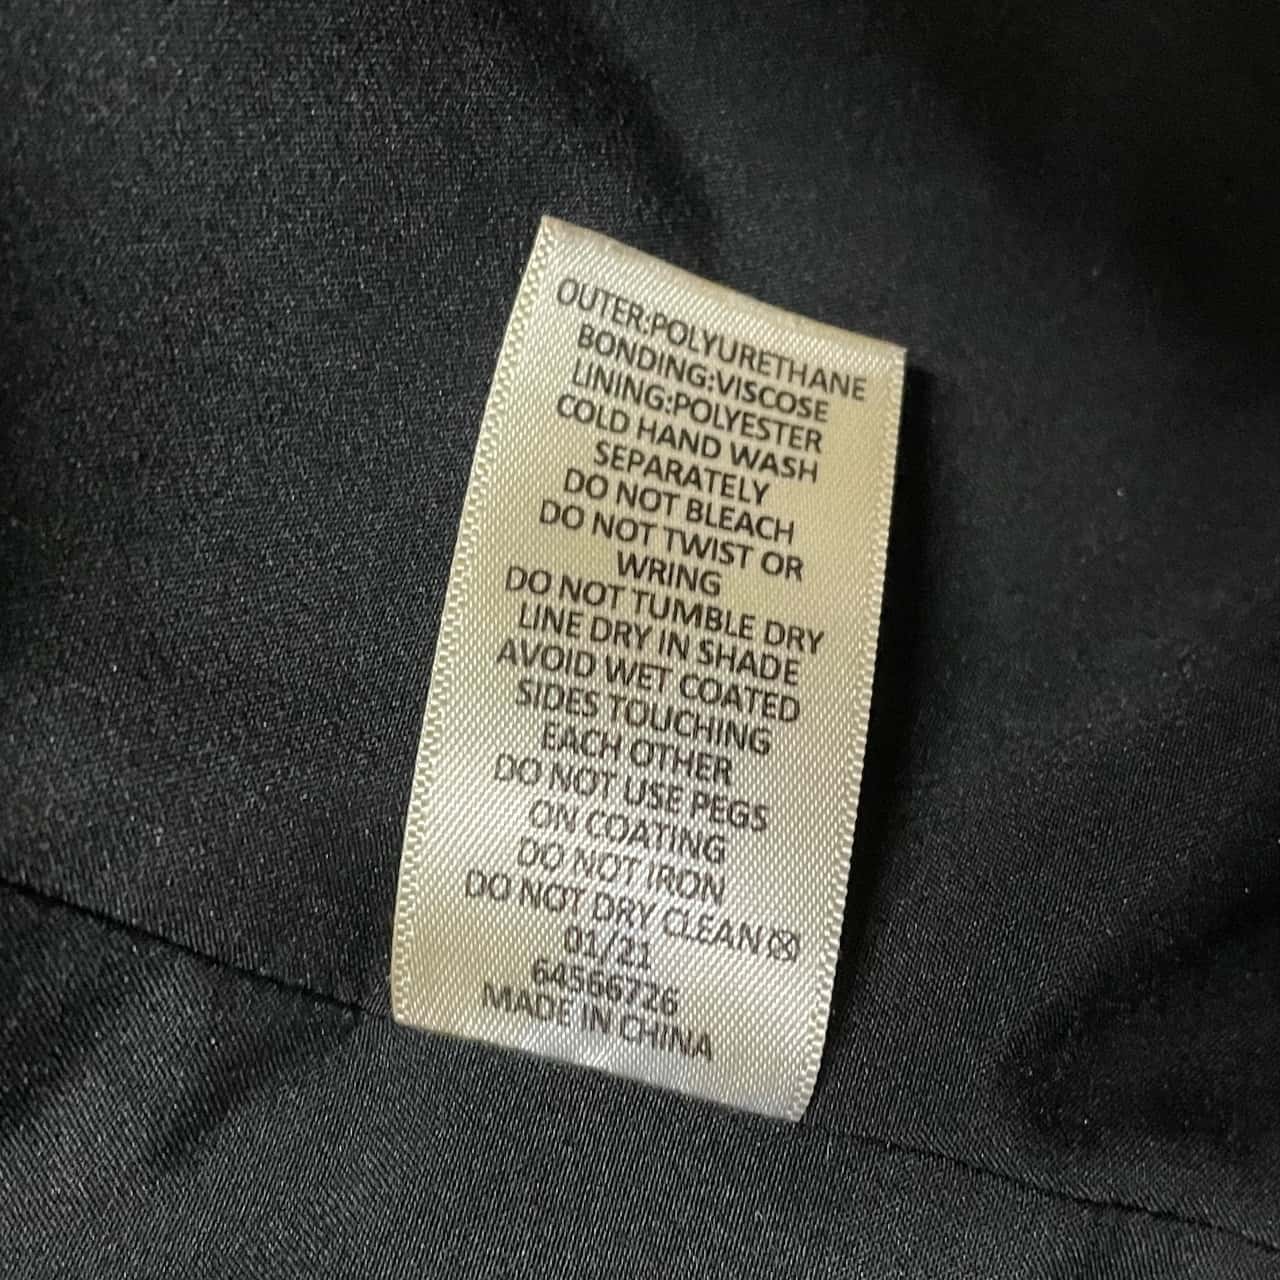 OUTER:POLYURETHANE
BONDING:VISCOSE
LINING:POLYESTER
COLD HAND WASH
SEPARATELY
DO NOT BLEACH
DO NOT TWIST OR
WRING
DO NOT TUMBLE DRY
LINE DRY IN SHADE
AVOID WET COATED
SIDES TOUCHING
EACH OTHER
DO NOT USE PEGS
ON COATING
DO NOT IRON
DO NOT DRY CLEAN
01/21
64566726
MADE IN CHINA